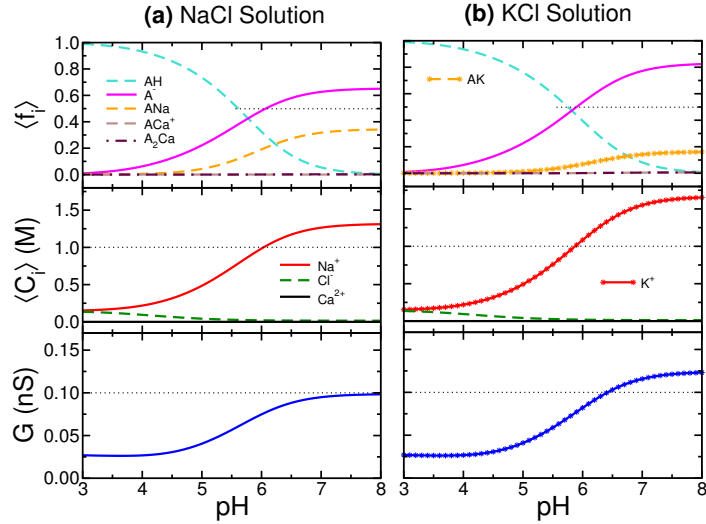 (a) NaCl Solution
(b) KCl Solution
⟨fᵢ⟩
1.0
0.8
0.6
0.4
0.2
0.0
AH
A⁻
ANa
ACa⁺
A₂Ca
AK
⟨Cᵢ⟩ (M)
1.5
1.0
0.5
0.0
Na⁺
Cl⁻
Ca²⁺
K⁺
G (nS)
0.15
0.10
0.05
0.00
3 4 5 6 7 8
3 4 5 6 7 8
pH
pH